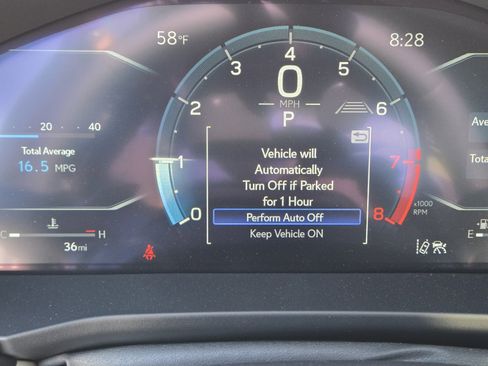 58°F
8:28
0
MPH
P
0
1
2
3
4
5
6
7
8
x1000
RPM
20 40
Total Average
16.5 MPG
C H
36mi
Vehicle will
Automatically
Turn Off if Parked
for 1 Hour
Perform Auto Off
Keep Vehicle ON
Ave
Total
E